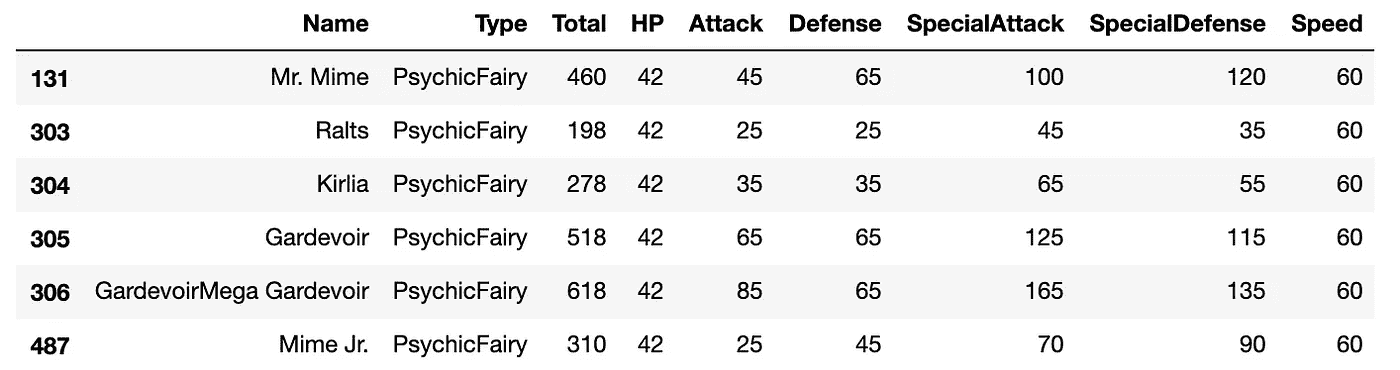 Name Type Total HP Attack Defense SpecialAttack SpecialDefense Speed
131 Mr. Mime PsychicFairy 460 42 45 65 100 120 60
303 Ralts PsychicFairy 198 42 25 25 45 35 60
304 Kirlia PsychicFairy 278 42 35 35 65 55 60
305 Gardevoir PsychicFairy 518 42 65 65 125 115 60
306 GardevoirMega Gardevoir PsychicFairy 618 42 85 65 165 135 60
487 Mime Jr. PsychicFairy 310 42 25 45 70 90 60